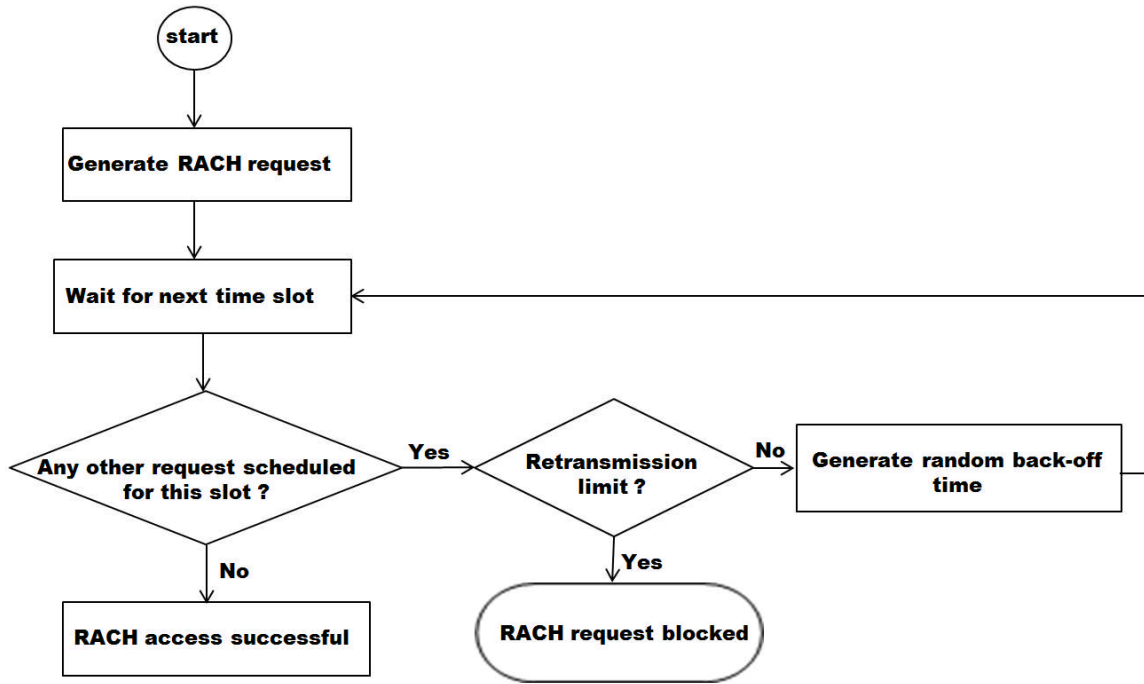 start
Generate RACH request
Wait for next time slot
Any other request scheduled
for this slot ?
Yes
Retransmission
limit ?
No
Generate random back-off
time
No
Yes
RACH access successful
RACH request blocked